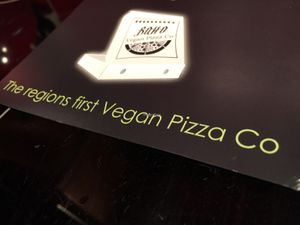 Vegan Pizza Co
The regions first Vegan Pizza Co